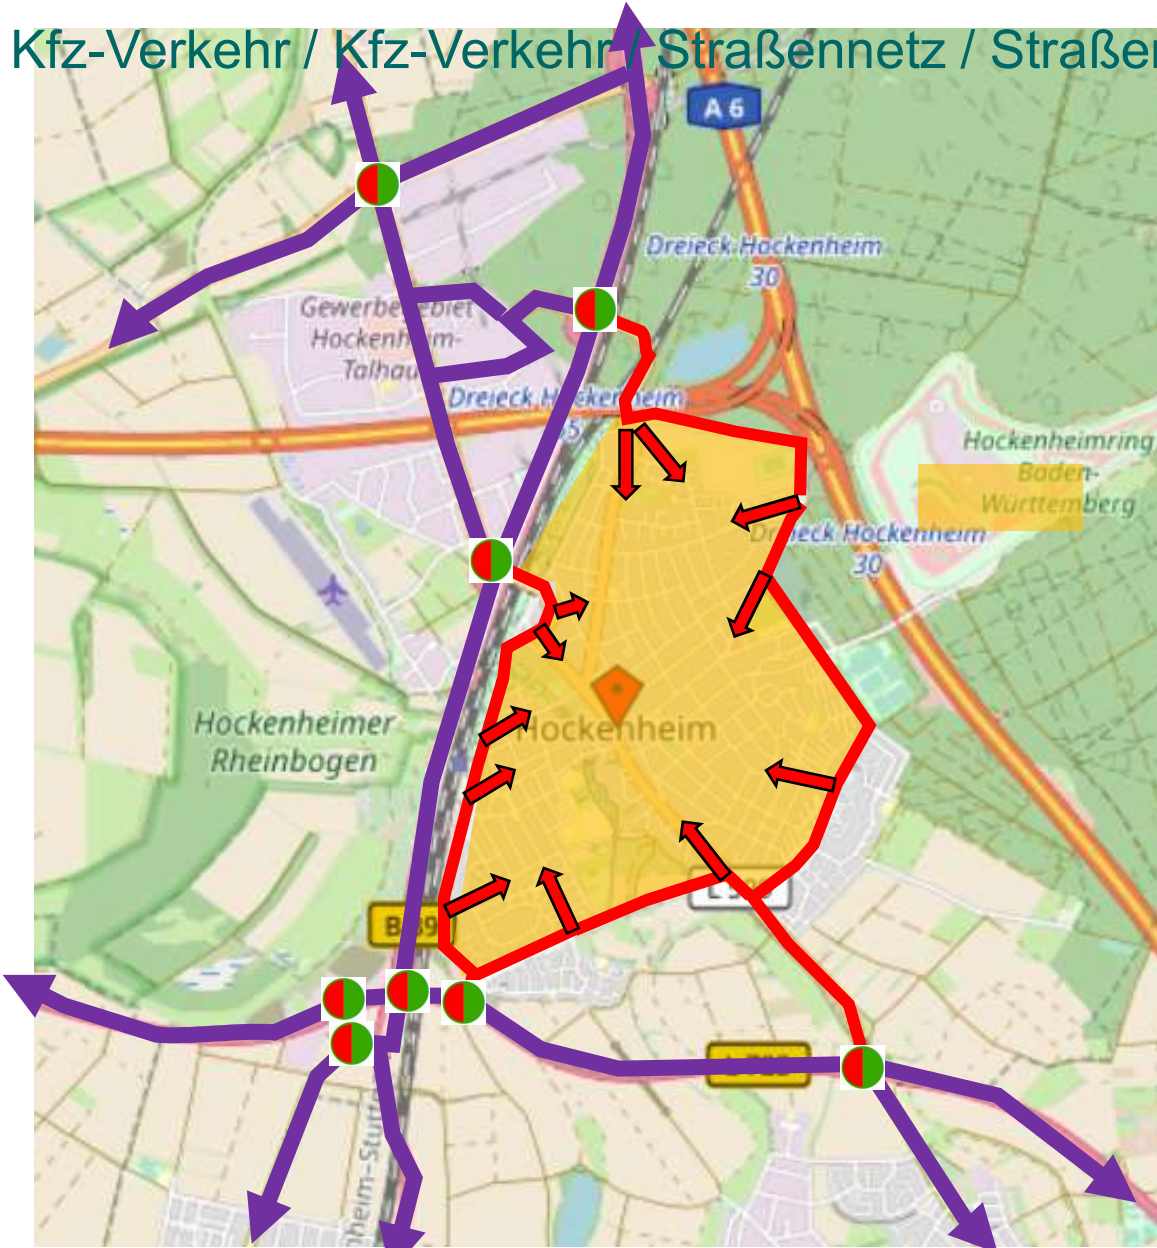 Kfz-Verkehr / Kfz-Verkehr / Straßennetz / Straßen
A 6
Dreieck Hockenheim
30
Gewerbegebiet
Hockenheim-
Talhaus
Dreieck Hockenheim
Hockenheimring
Baden-
Württemberg
Dreieck Hockenheim
30
Hockenheimer
Rheinbogen
Hockenheim